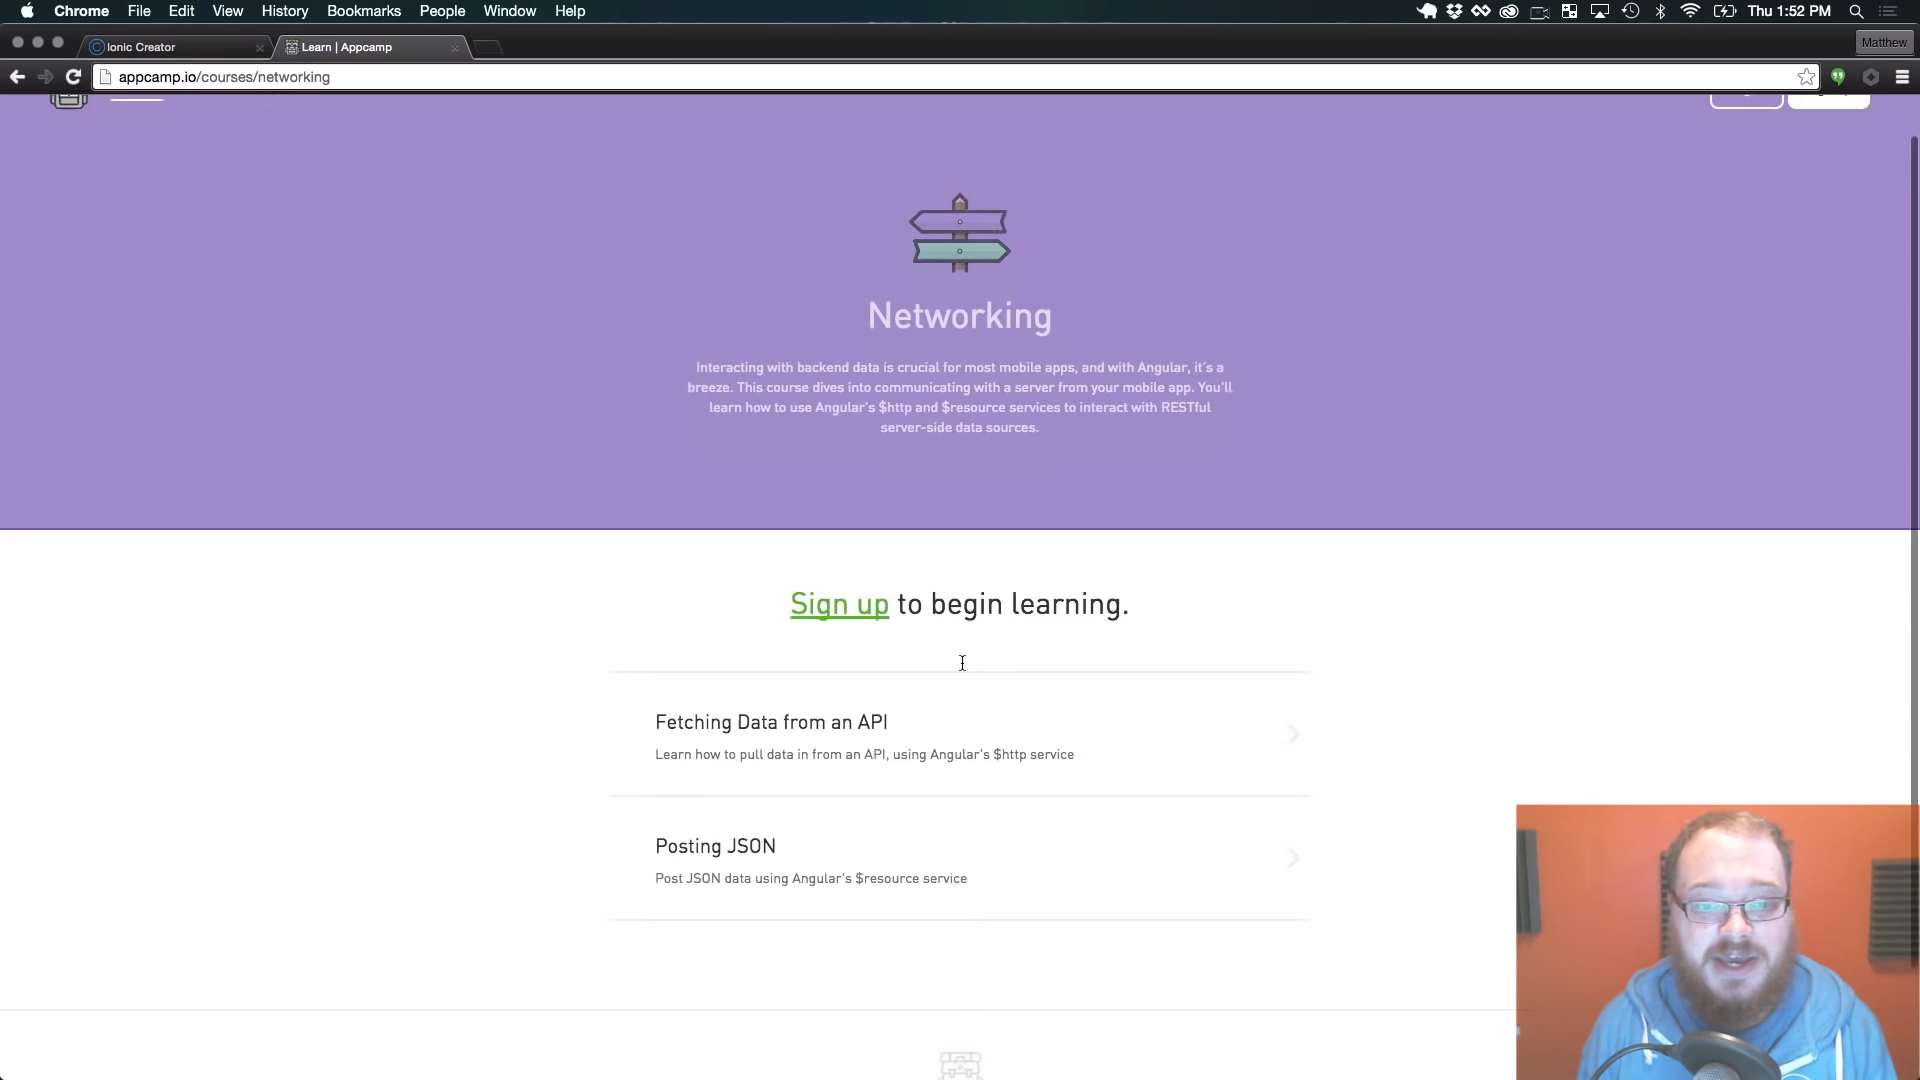 Chrome File Edit View History Bookmarks People Window Help Thu 1:52 PM
Ionic Creator Learn | Appcamp Matthew
appcamp.io/courses/networking
Networking
Interacting with backend data is crucial for most mobile apps, and with Angular, it's a
breeze. This course dives into communicating with a server from your mobile app. You'll
learn how to use Angular's $http and $resource services to interact with RESTful
server-side data sources.
Sign up to begin learning.
Fetching Data from an API
Learn how to pull data in from an API, using Angular's $http service
Posting JSON
Post JSON data using Angular's $resource service